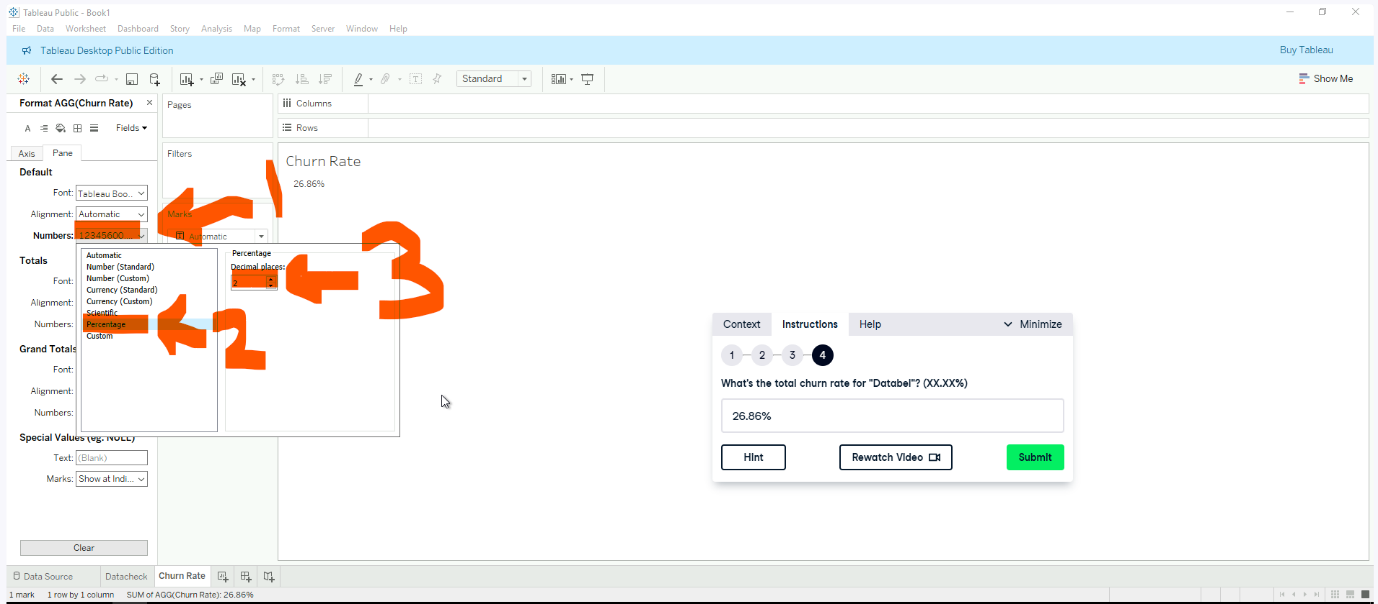 Tableau Public - Book1
File Data Worksheet Dashboard Story Analysis Map Format Server Window Help
Tableau Desktop Public Edition Buy Tableau
Standard Show Me
Format AGG(Churn Rate) ×
Fields
Axis Pane
Default
Font: Tableau Boo..
Alignment: Automatic
Numbers: 12345600...
Totals
Font:
Alignment:
Numbers:
Grand Totals
Font:
Alignment:
Numbers:
Special Values (eg. NULL)
Text: (Blank)
Marks: Show at Indi...
Clear
Automatic
Number (Standard)
Number (Custom)
Currency (Standard)
Currency (Custom)
Scientific
Percentage
Custom
Percentage
Decimal places:
2
1
2
3
Pages
Filters
Marks
Automatic
Columns
Rows
Churn Rate
26.86%
Context Instructions Help Minimize
1 2 3 4
What's the total churn rate for "Databel"? (XX.XX%)
26.86%
Hint Rewatch Video Submit
Data Source Datacheck Churn Rate
1 mark 1 row by 1 column SUM of AGG(Churn Rate): 26.86%